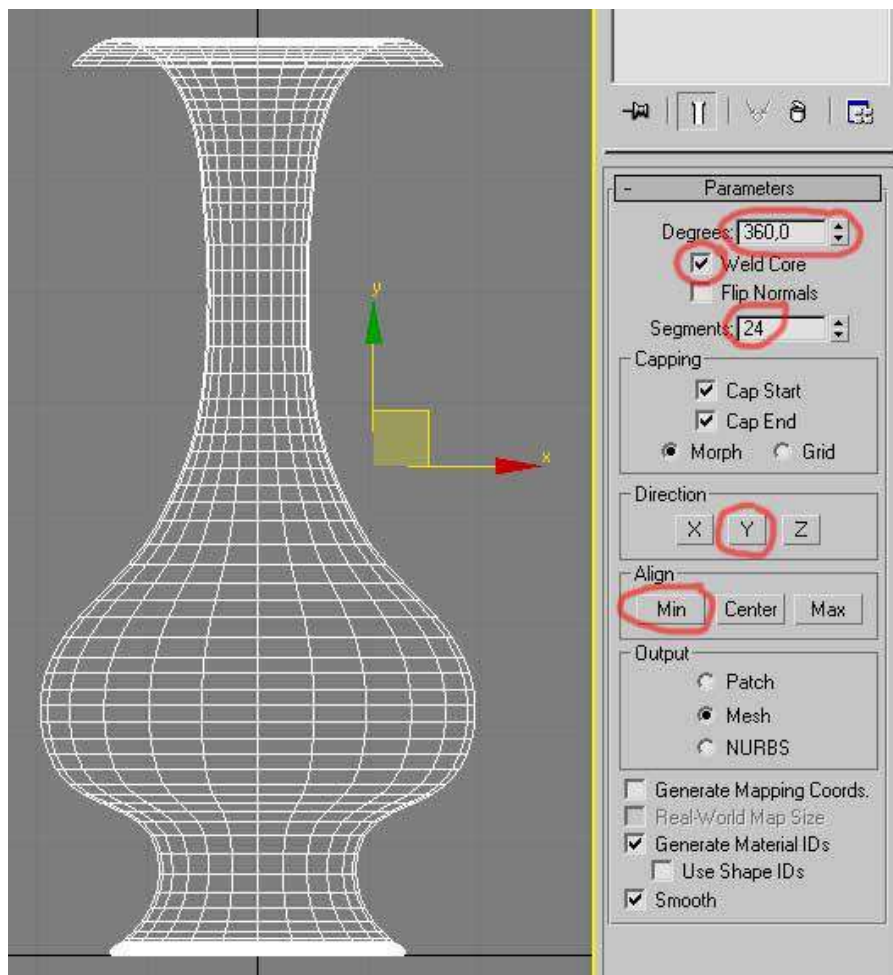 - Parameters
Degrees: 360,0
Weld Core
Flip Normals
Segments: 24
Capping
Cap Start
Cap End
Morph Grid
Direction
X Y Z
Align
Min Center Max
Output
Patch
Mesh
NURBS
Generate Mapping Coords.
Real-World Map Size
Generate Material IDs
Use Shape IDs
Smooth
y
x